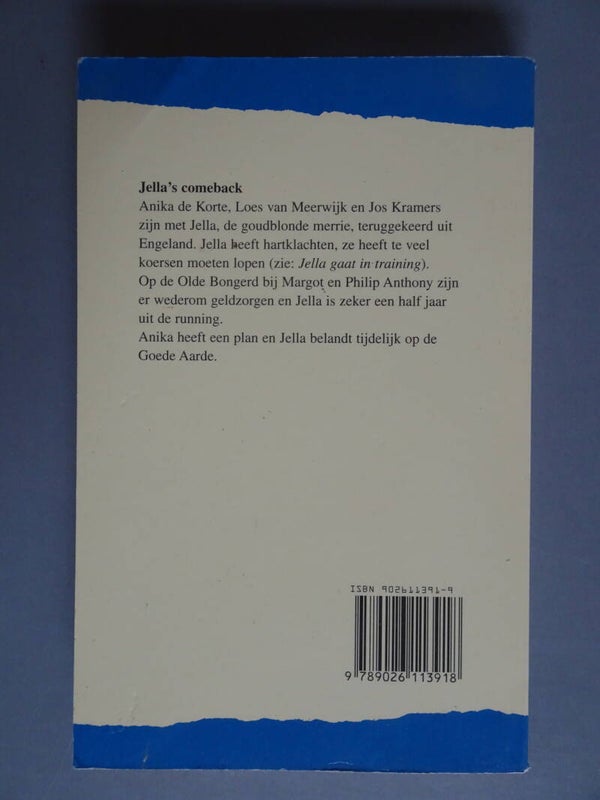 Jella's comeback
Anika de Korte, Loes van Meerwijk en Jos Kramers
zijn met Jella, de goudblonde merrie, teruggekeerd uit
Engeland. Jella heeft hartklachten, ze heeft te veel
koersen moeten lopen (zie: Jella gaat in training).
Op de Olde Bongerd bij Margot en Philip Anthony zijn
er wederom geldzorgen en Jella is zeker een half jaar
uit de running.
Anika heeft een plan en Jella belandt tijdelijk op de
Goede Aarde.
ISBN 902611391-9
9 789026 113918